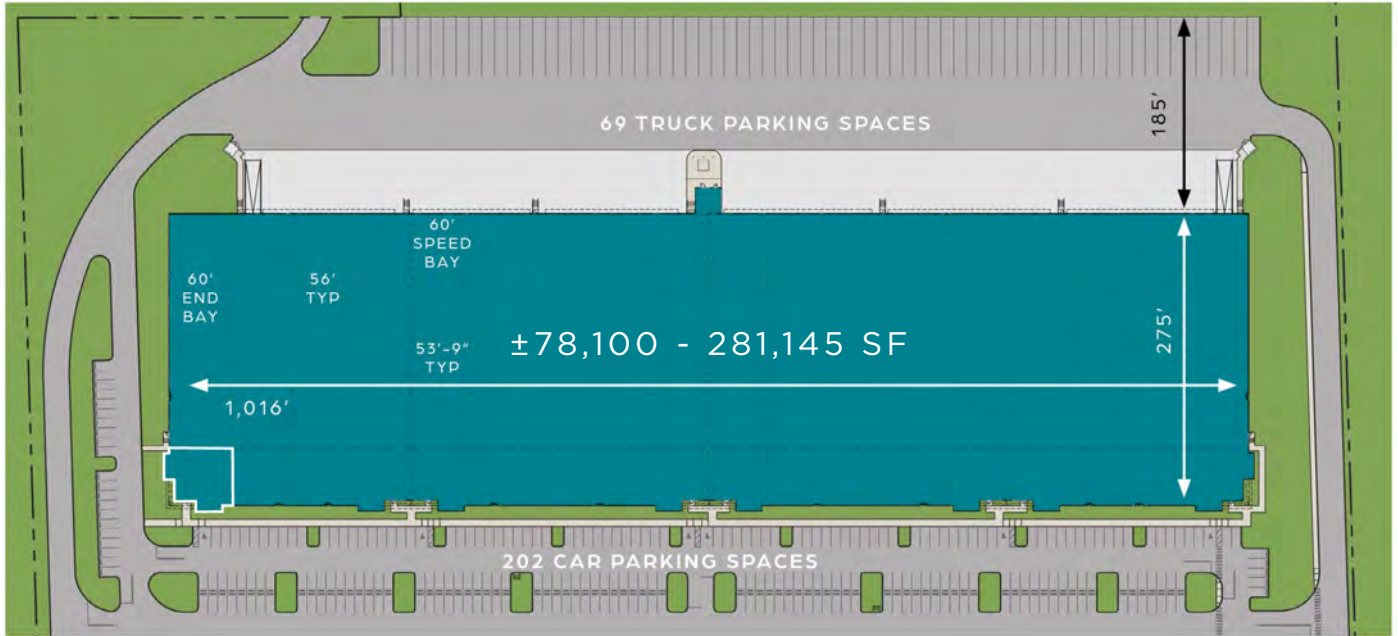 69 TRUCK PARKING SPACES
185'
60'
SPEED
BAY
60'
END
BAY
56'
TYP
53'-9"
TYP
±78,100 - 281,145 SF
275'
1,016'
202 CAR PARKING SPACES